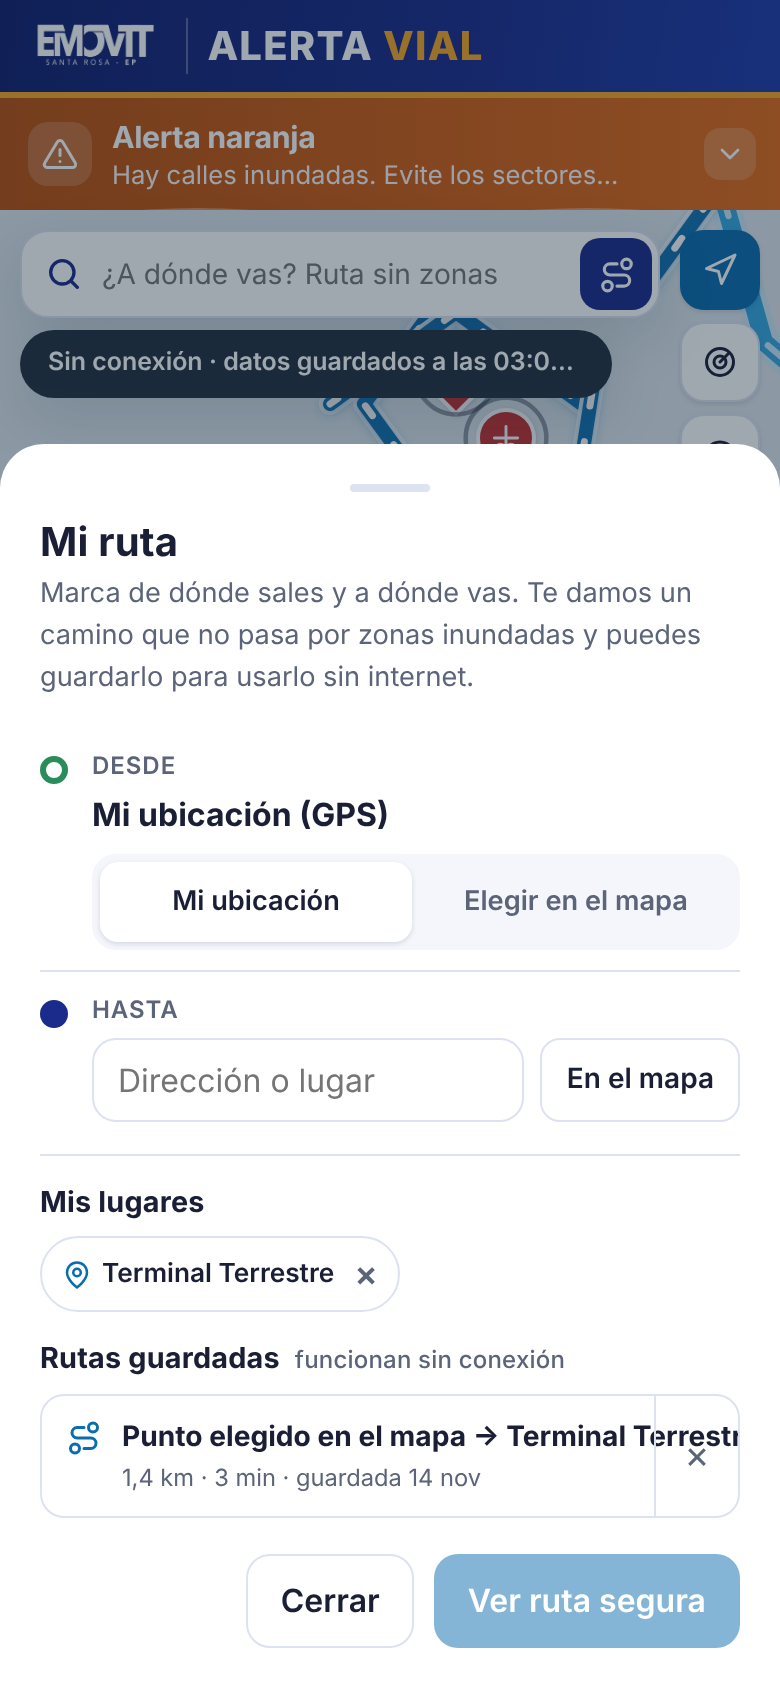 EMOVIT
SANTA ROSA - EP
ALERTA VIAL
Alerta naranja
Hay calles inundadas. Evite los sectores...
¿A dónde vas? Ruta sin zonas
Sin conexión · datos guardados a las 03:0...
Mi ruta
Marca de dónde sales y a dónde vas. Te damos un
camino que no pasa por zonas inundadas y puedes
guardarlo para usarlo sin internet.
DESDE
Mi ubicación (GPS)
Mi ubicación
Elegir en el mapa
HASTA
Dirección o lugar
En el mapa
Mis lugares
Terminal Terrestre ×
Rutas guardadas funcionan sin conexión
Punto elegido en el mapa → Terminal Terrestr
×
1,4 km · 3 min · guardada 14 nov
Cerrar
Ver ruta segura